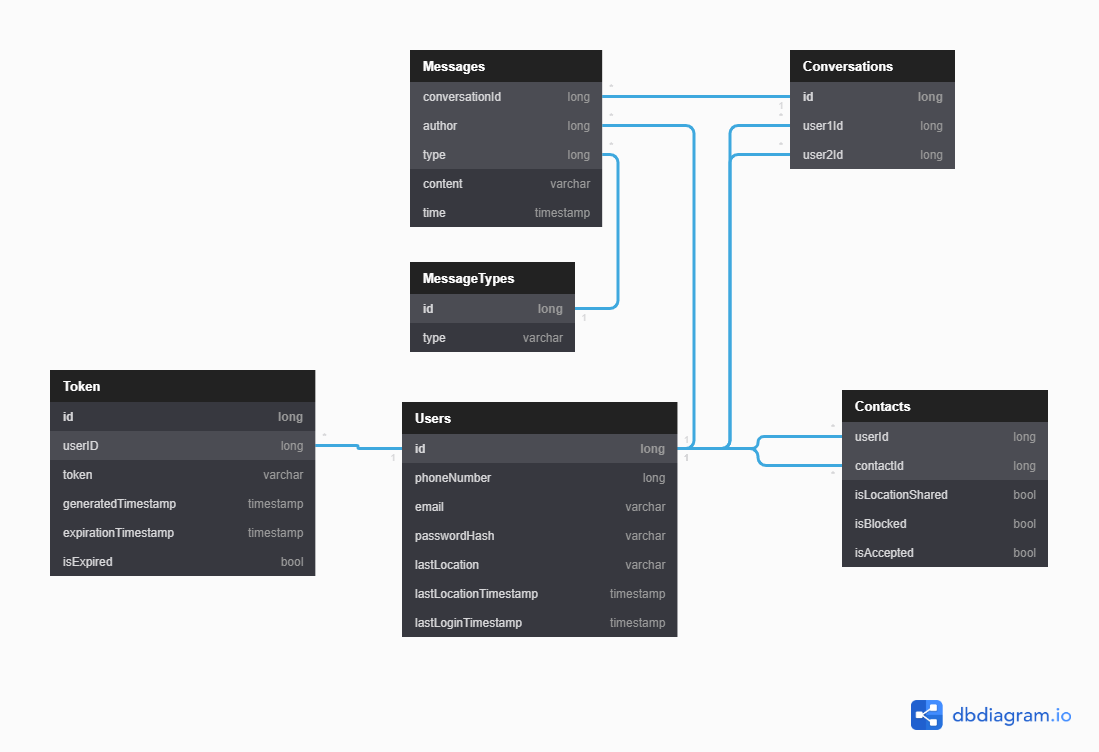 Messages
conversationId long
author long
type long
content varchar
time timestamp
Conversations
id long
user1Id long
user2Id long
* 1
* *
* *
MessageTypes
id long
type varchar
1
Token
id long
userID long
token varchar
generatedTimestamp timestamp
expirationTimestamp timestamp
isExpired bool
* 1
Users
id long
phoneNumber long
email varchar
passwordHash varchar
lastLocation varchar
lastLocationTimestamp timestamp
lastLoginTimestamp timestamp
1
1
Contacts
userId long
contactId long
isLocationShared bool
isBlocked bool
isAccepted bool
*
*
dbdiagram.io